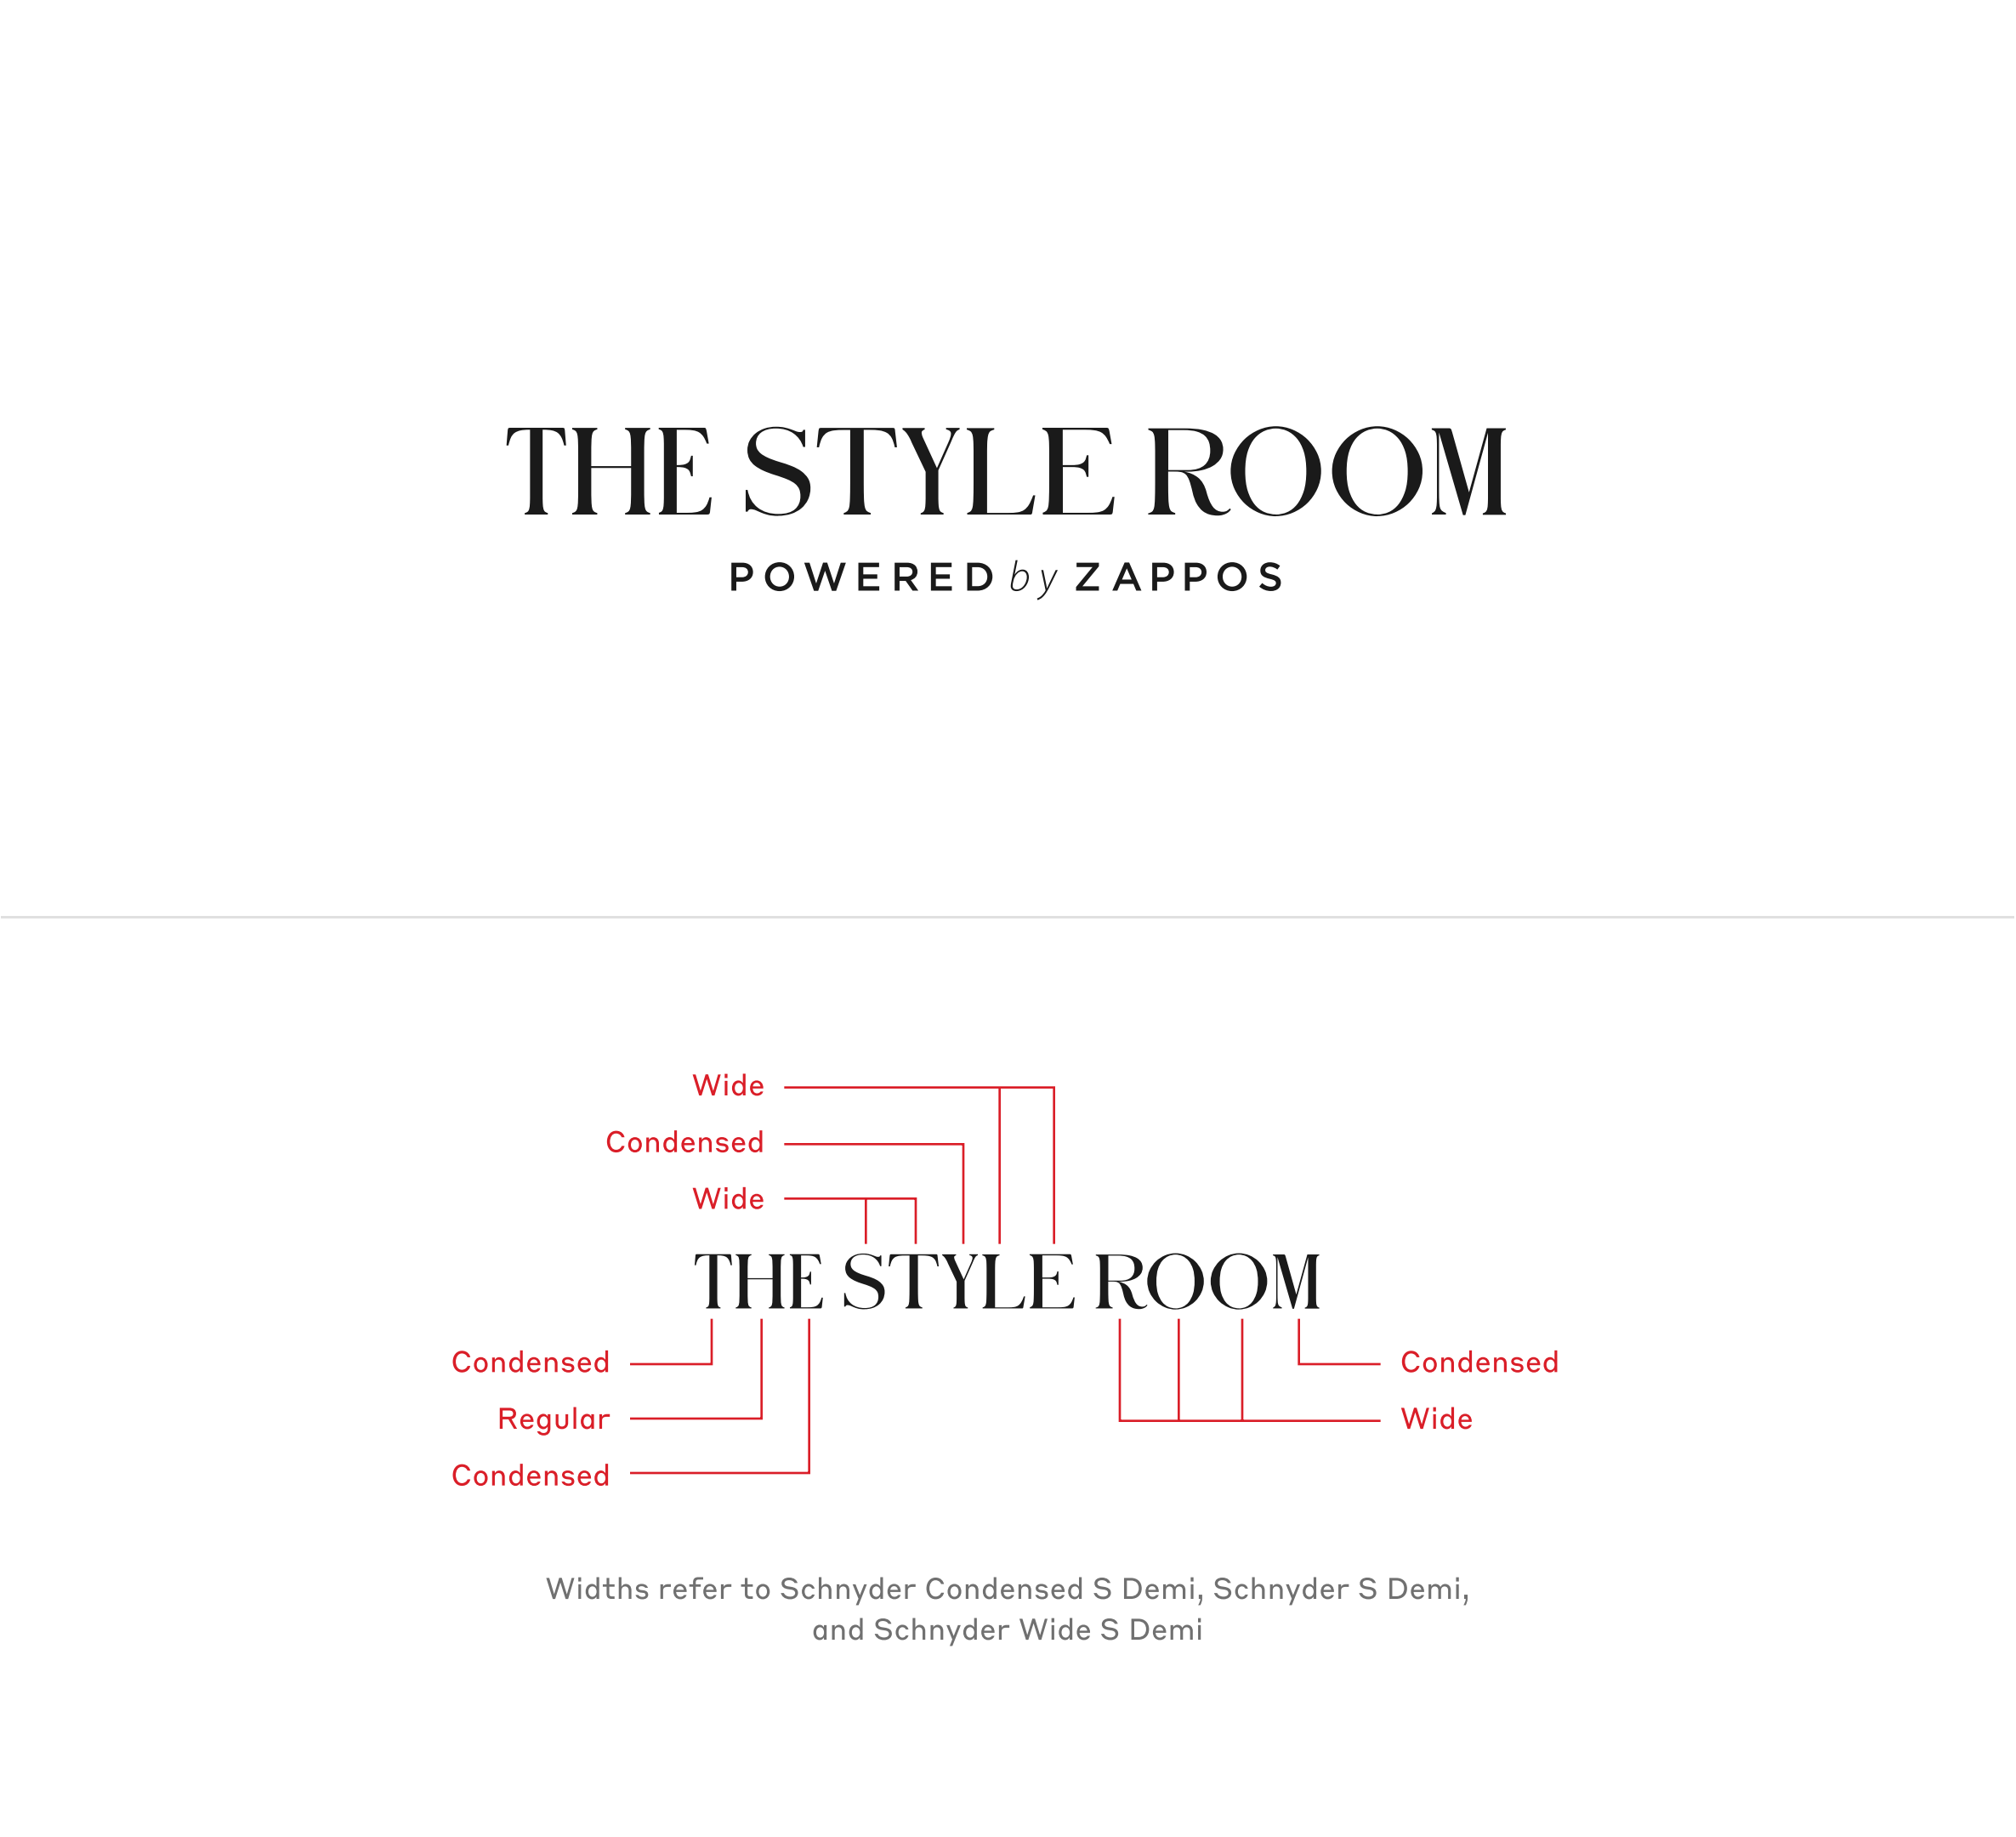 THE STYLE ROOM
POWERED by ZAPPOS
Wide
Condensed
Wide
THE STYLE ROOM
Condensed
Condensed
Regular
Wide
Condensed
Widths refer to Schnyder Condensed S Demi, Schnyder S Demi,
and Schnyder Wide S Demi